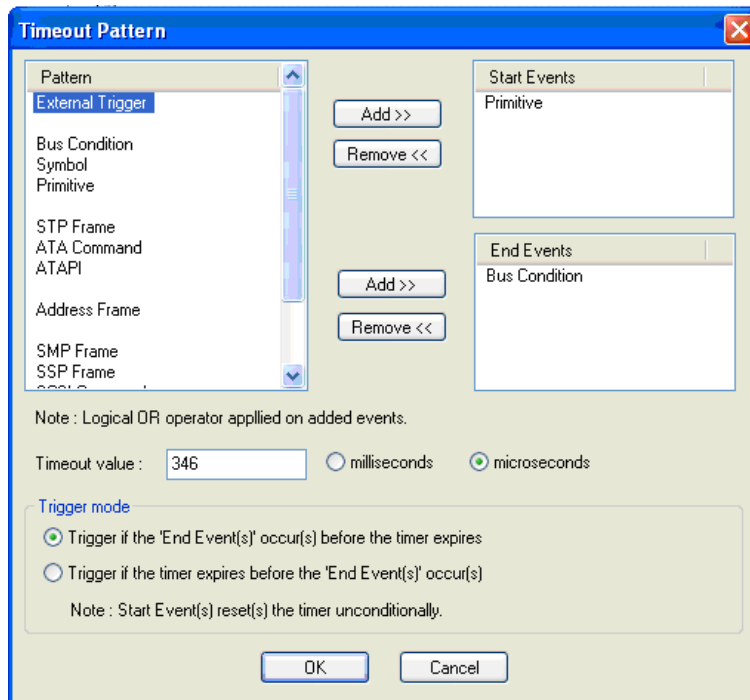 Timeout Pattern
Pattern
External Trigger
Bus Condition
Symbol
Primitive
STP Frame
ATA Command
ATAPI
Address Frame
SMP Frame
SSP Frame
Add >>
Remove <<
Start Events
Primitive
Add >>
Remove <<
End Events
Bus Condition
Note : Logical OR operator appllied on added events.
Timeout value : 346 milliseconds microseconds
Trigger mode
Trigger if the 'End Event(s)' occur(s) before the timer expires
Trigger if the timer expires before the 'End Event(s)' occur(s)
Note : Start Event(s) reset(s) the timer unconditionally.
OK Cancel